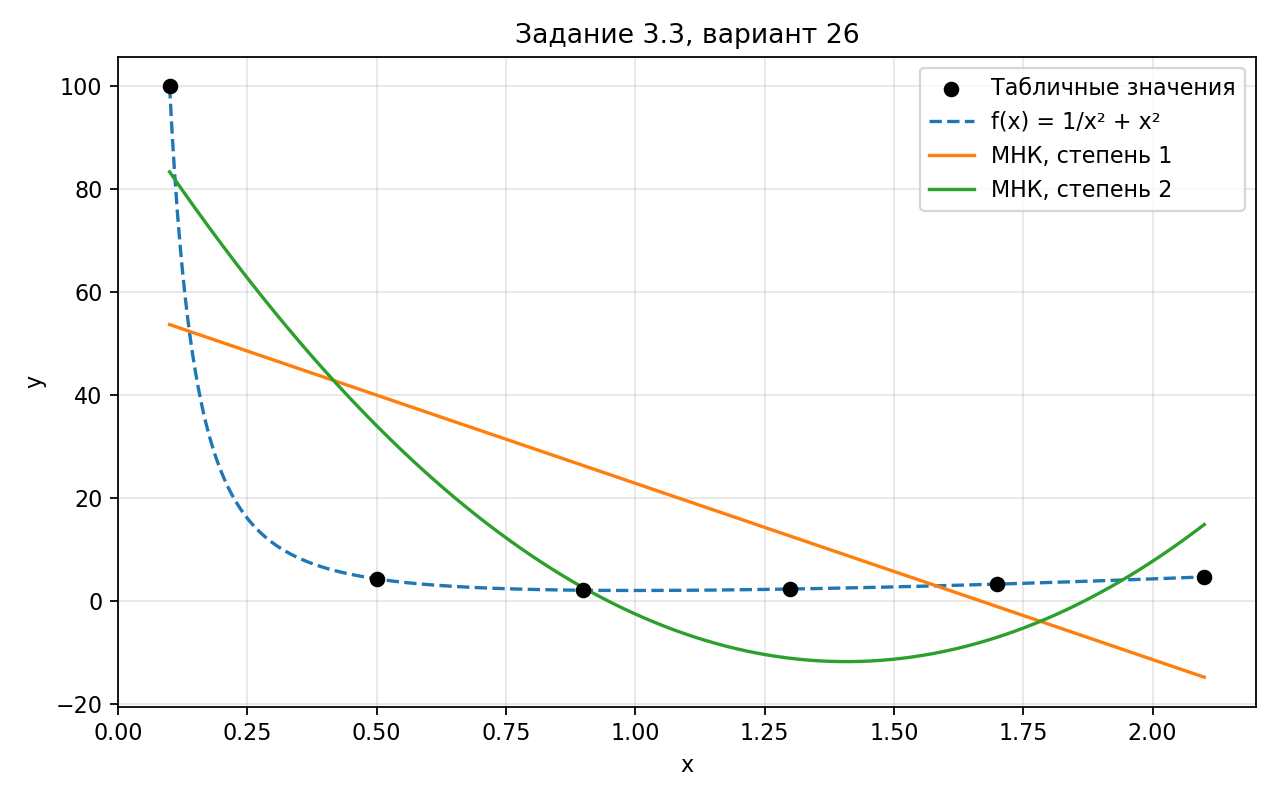 Задание 3.3, вариант 26
Табличные значения
f(x) = 1/x² + x²
МНК, степень 1
МНК, степень 2
y
100
80
60
40
20
0
−20
0.00 0.25 0.50 0.75 1.00 1.25 1.50 1.75 2.00
x